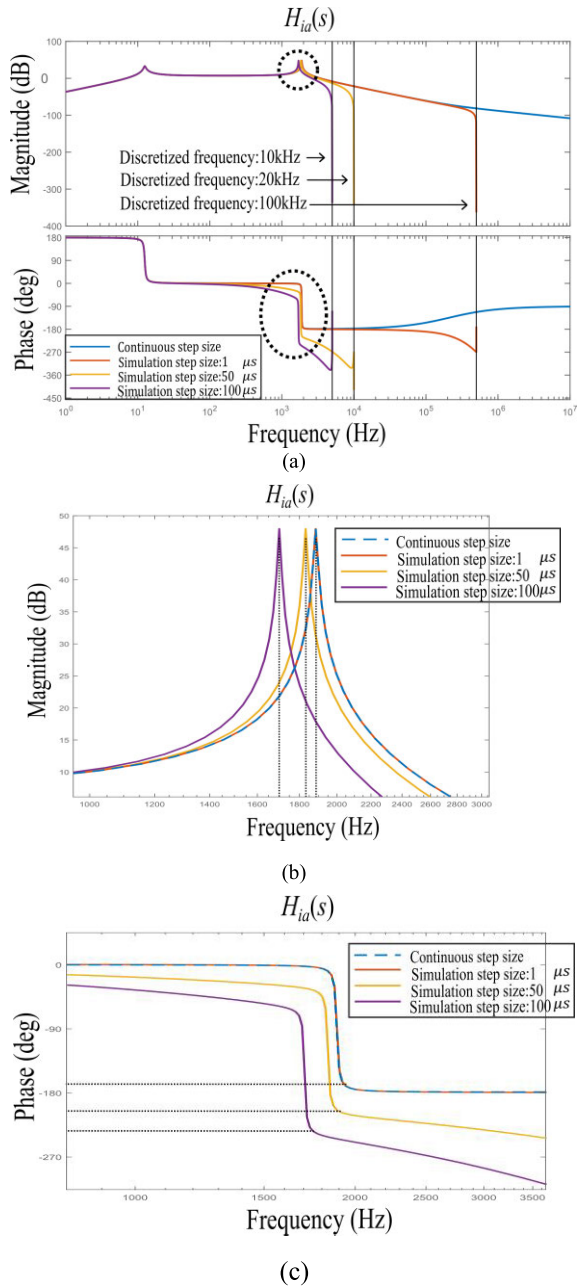 H_ia(s)
Magnitude (dB)
100
0
-100
-200
-300
-400
Discretized frequency:10kHz
Discretized frequency:20kHz
Discretized frequency:100kHz
Phase (deg)
180
90
0
-90
-180
-270
-360
-450
Continuous step size
Simulation step size:1 μs
Simulation step size:50 μs
Simulation step size:100μs
10^0 10^1 10^2 10^3 10^4 10^5 10^6 10^7
Frequency (Hz)
(a)
H_ia(s)
Magnitude (dB)
50
45
40
35
30
25
20
15
10
Continuous step size
Simulation step size:1 μs
Simulation step size:50 μs
Simulation step size:100μs
1000 1200 1400 1600 1800 2000 2200 2400 2600 2800 3000
Frequency (Hz)
(b)
H_ia(s)
Phase (deg)
0
-90
-180
-270
Continuous step size
Simulation step size:1 μs
Simulation step size:50 μs
Simulation step size:100 μs
1000 1500 2000 2500 3000 3500
Frequency (Hz)
(c)